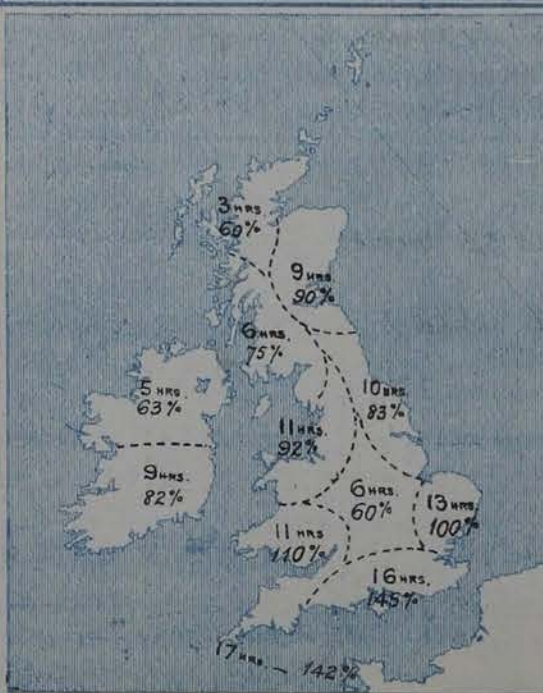 3 HRS.
60%
9 HRS.
90%
6 HRS.
75%
5 HRS.
63%
10 HRS.
83%
11 HRS.
92%
9 HRS.
82%
6 HRS.
60%
13 HRS.
100%
11 HRS
110%
16 HRS.
145%
17 HRS. — 142%